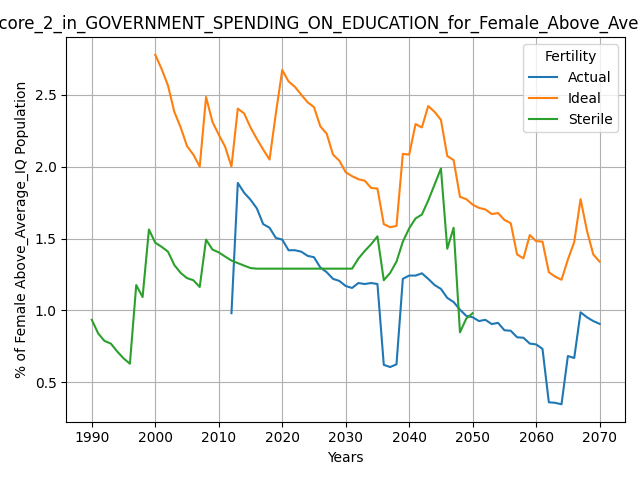 core_2_in_GOVERNMENT_SPENDING_ON_EDUCATION_for_Female_Above_Ave
Fertility
Actual
Ideal
Sterile
% of Female Above_Average_IQ Population
2.5
2.0
1.5
1.0
0.5
1990 2000 2010 2020 2030 2040 2050 2060 2070
Years